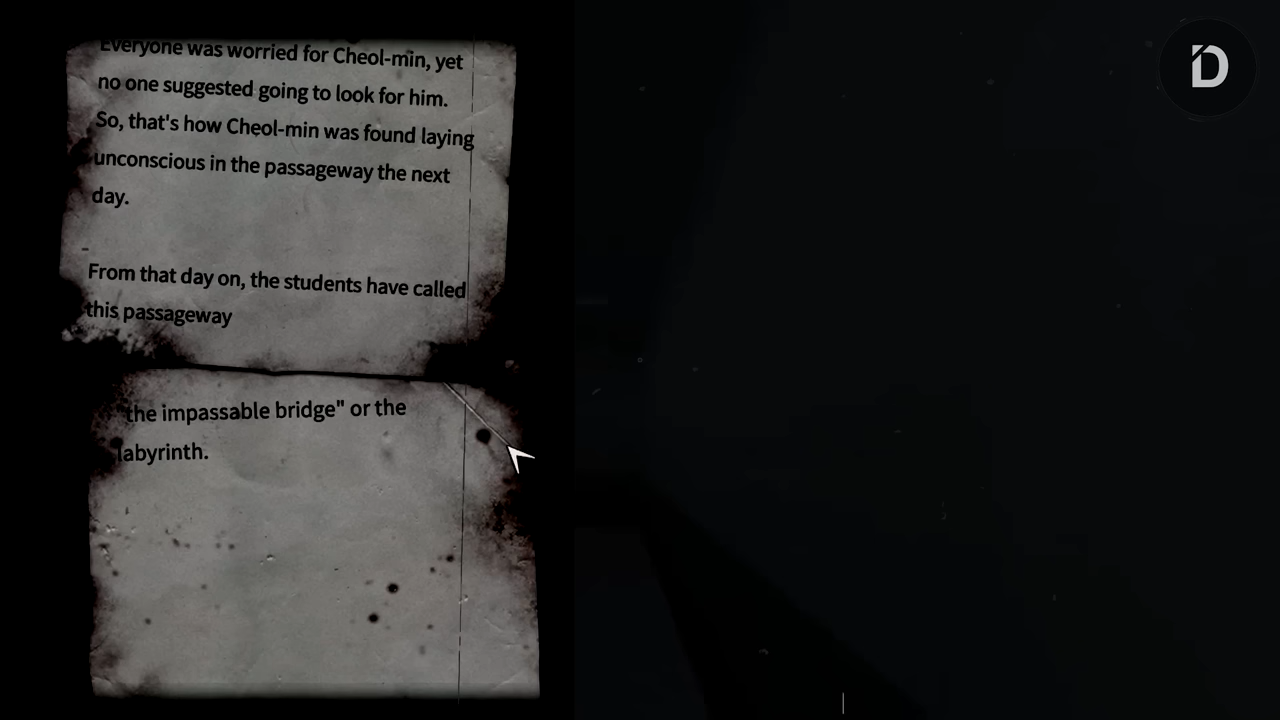 Everyone was worried for Cheol-min, yet
no one suggested going to look for him.
So, that's how Cheol-min was found laying
unconscious in the passageway the next
day.
-
From that day on, the students have called
this passageway
the impassable bridge" or the
labyrinth.
D